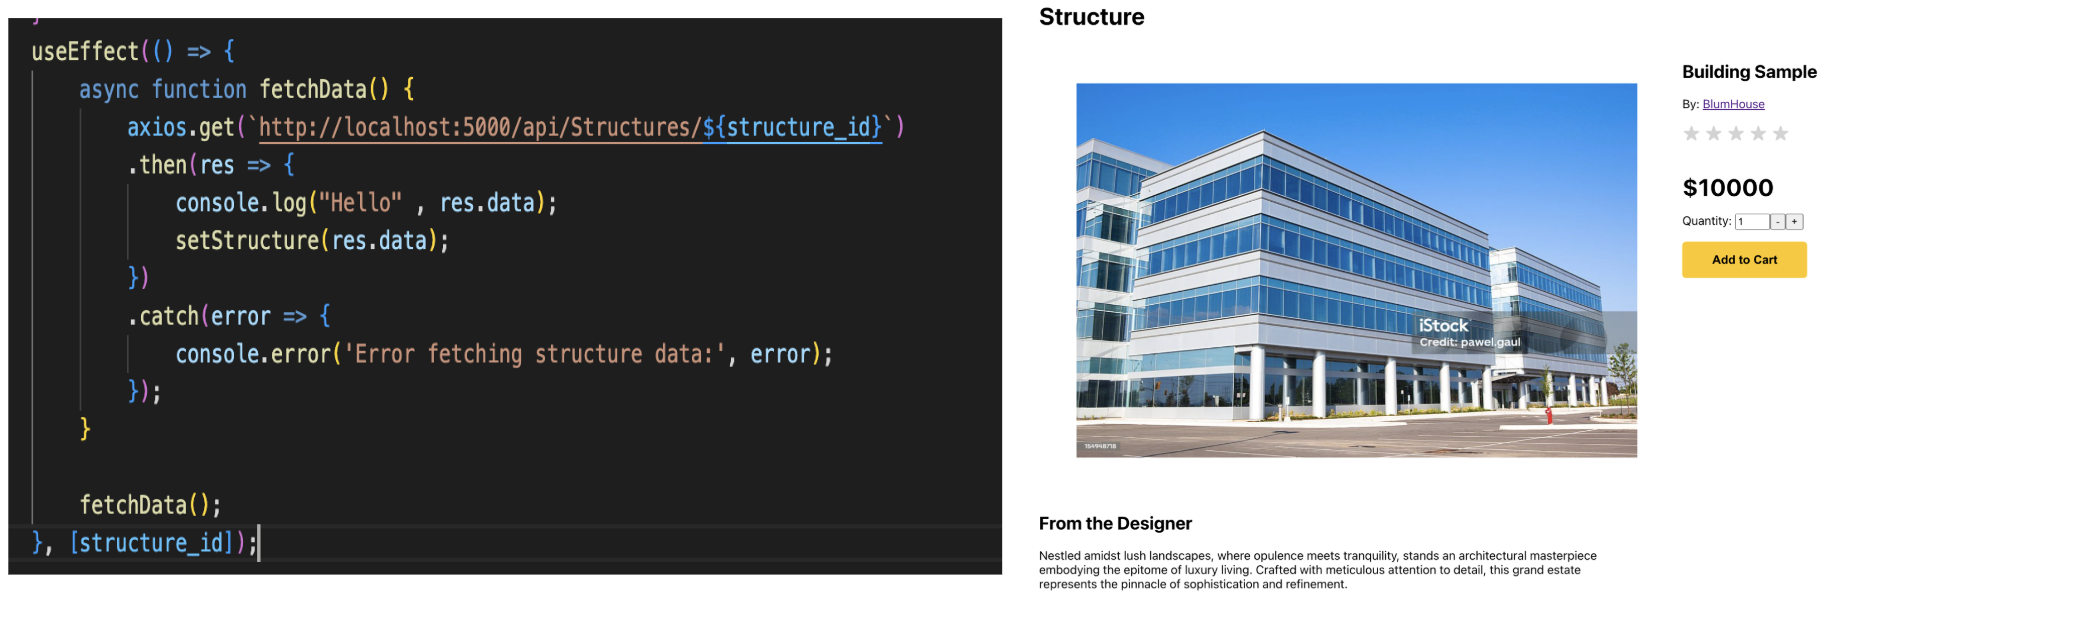 useEffect(() => {
async function fetchData() {
axios.get(`http://localhost:5000/api/Structures/${structure_id}`)
.then(res => {
console.log("Hello" , res.data);
setStructure(res.data);
})
.catch(error => {
console.error('Error fetching structure data:', error);
});
}
fetchData();
}, [structure_id]);
Structure
iStock
Credit: pawel.gaul
154948718
Building Sample
By: BlumHouse
$10000
Quantity: 1 - +
Add to Cart
From the Designer
Nestled amidst lush landscapes, where opulence meets tranquility, stands an architectural masterpiece
embodying the epitome of luxury living. Crafted with meticulous attention to detail, this grand estate
represents the pinnacle of sophistication and refinement.